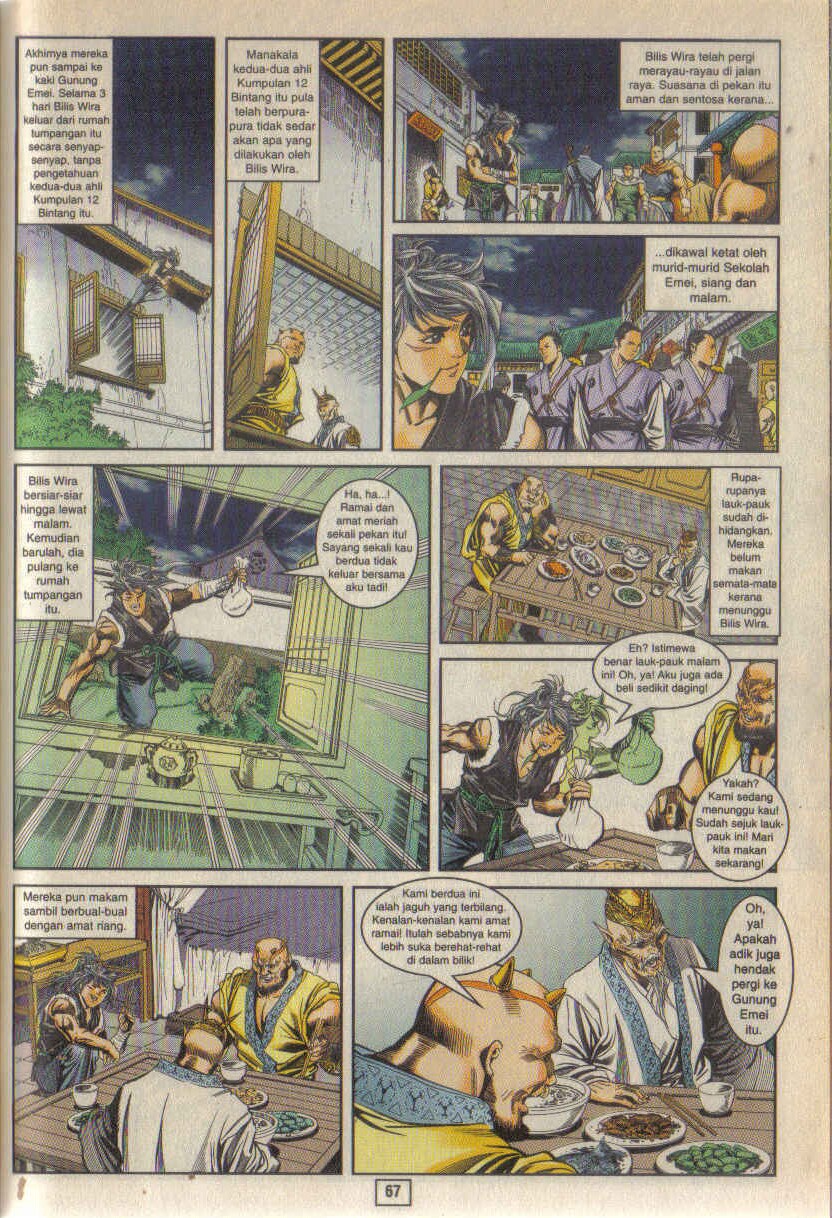 Akhirnya mereka
pun sampai ke
kaki Gunung
Emei. Selama 3
hari Bilis Wira
keluar dari rumah
tumpangan itu
secara senyap-
senyap, tanpa
pengetahuan
kedua-dua ahli
Kumpulan 12
Bintang itu.
Manakala
kedua-dua ahli
Kumpulan 12
Bintang itu pula
telah berpura-
pura tidak sedar
akan apa yang
dilakukan oleh
Bilis Wira.
Bilis Wira telah pergi
merayau-rayau di jalan
raya. Suasana di pekan itu
aman dan sentosa kerana...
...dikawal ketat oleh
murid-murid Sekolah
Emei, siang dan
malam.
Bilis Wira
bersiar-siar
hingga lewat
malam.
Kemudian
barulah, dia
pulang ke
rumah
tumpangan
itu.
Ha, ha...!
Ramai dan
amat meriah
sekali pekan itu!
Sayang sekali kau
berdua tidak
keluar bersama
aku tadi!
Rupa-
rupanya
lauk-pauk
sudah di-
hidangkan.
Mereka
belum
makan
semata-mata
kerana
menunggu
Bilis Wira.
Eh? Istimewa
benar lauk-pauk malam
ini! Oh, ya! Aku juga ada
beli sedikit daging!
Yakah?
Kami sedang
menunggu kau!
Sudah sejuk lauk-
pauk ini! Mari
kita makan
sekarang!
Mereka pun makam
sambil berbual-bual
dengan amat riang.
Kami berdua ini
ialah jaguh yang terbilang.
Kenalan-kenalan kami amat
ramai! Itulah sebabnya kami
lebih suka berehat-rehat
di dalam bilik!
Oh,
ya!
Apakah
adik juga
hendak
pergi ke
Gunung
Emei
itu.
67